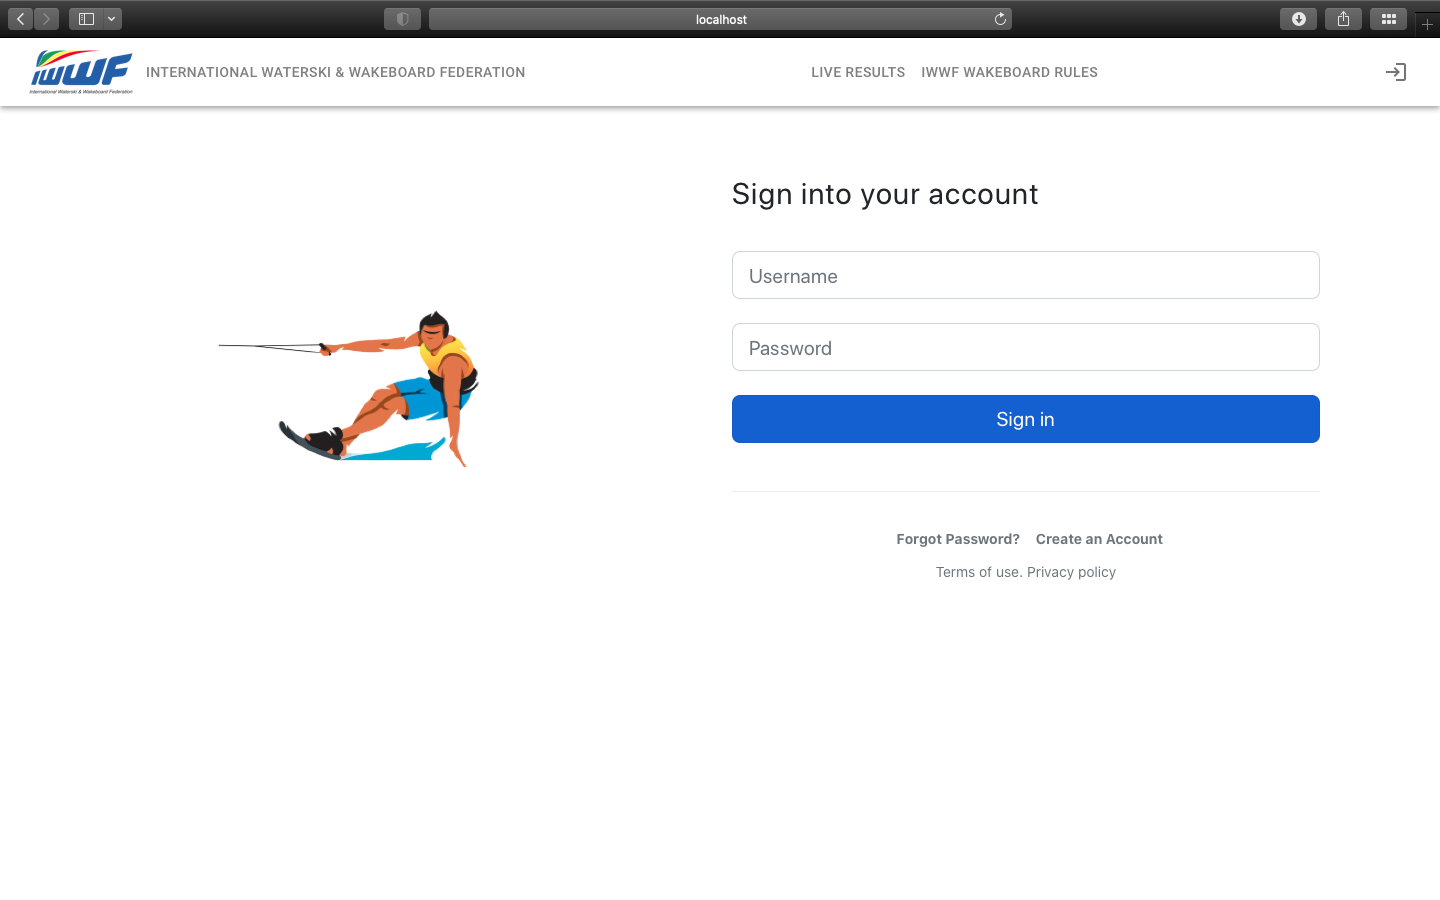 localhost
IWWF
International Waterski & Wakeboard Federation
INTERNATIONAL WATERSKI & WAKEBOARD FEDERATION
LIVE RESULTS
IWWF WAKEBOARD RULES
Sign into your account
Username
Password
Sign in
Forgot Password? Create an Account
Terms of use. Privacy policy